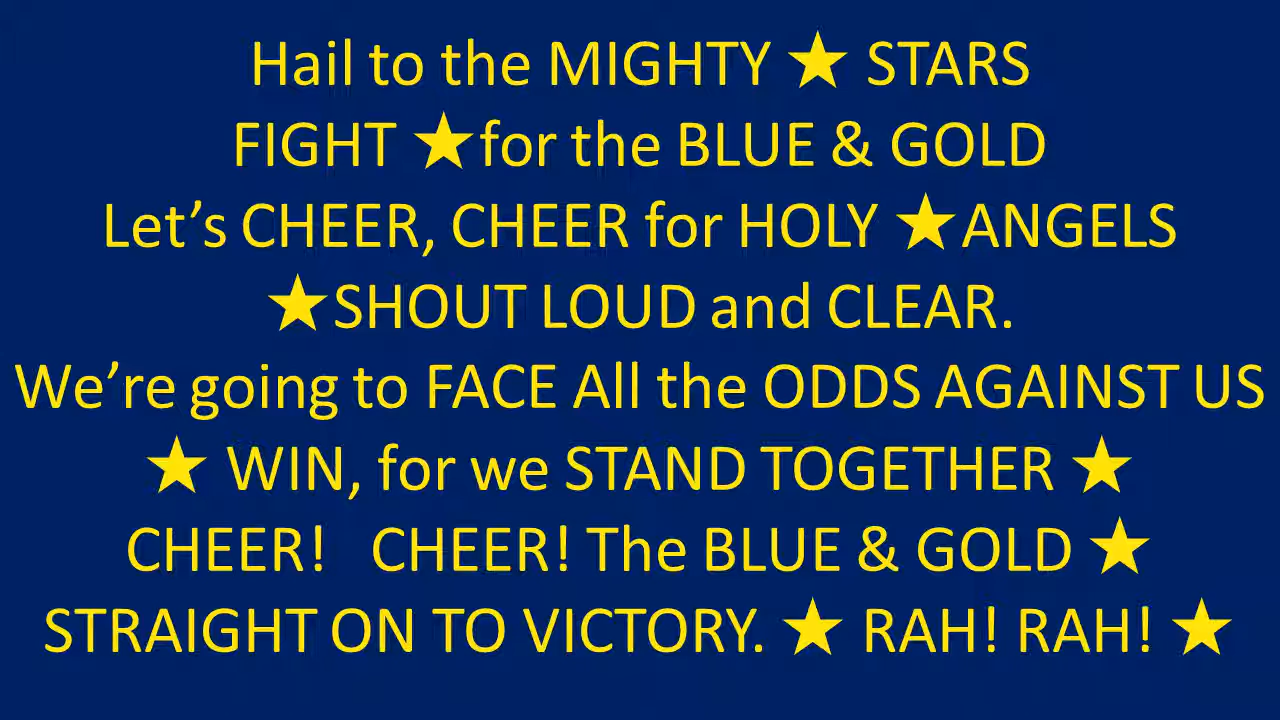 Hail to the MIGHTY ★ STARS
FIGHT ★for the BLUE & GOLD
Let’s CHEER, CHEER for HOLY ★ANGELS
★SHOUT LOUD and CLEAR.
We’re going to FACE All the ODDS AGAINST US
★ WIN, for we STAND TOGETHER ★
CHEER!   CHEER! The BLUE & GOLD ★
STRAIGHT ON TO VICTORY. ★ RAH! RAH! ★